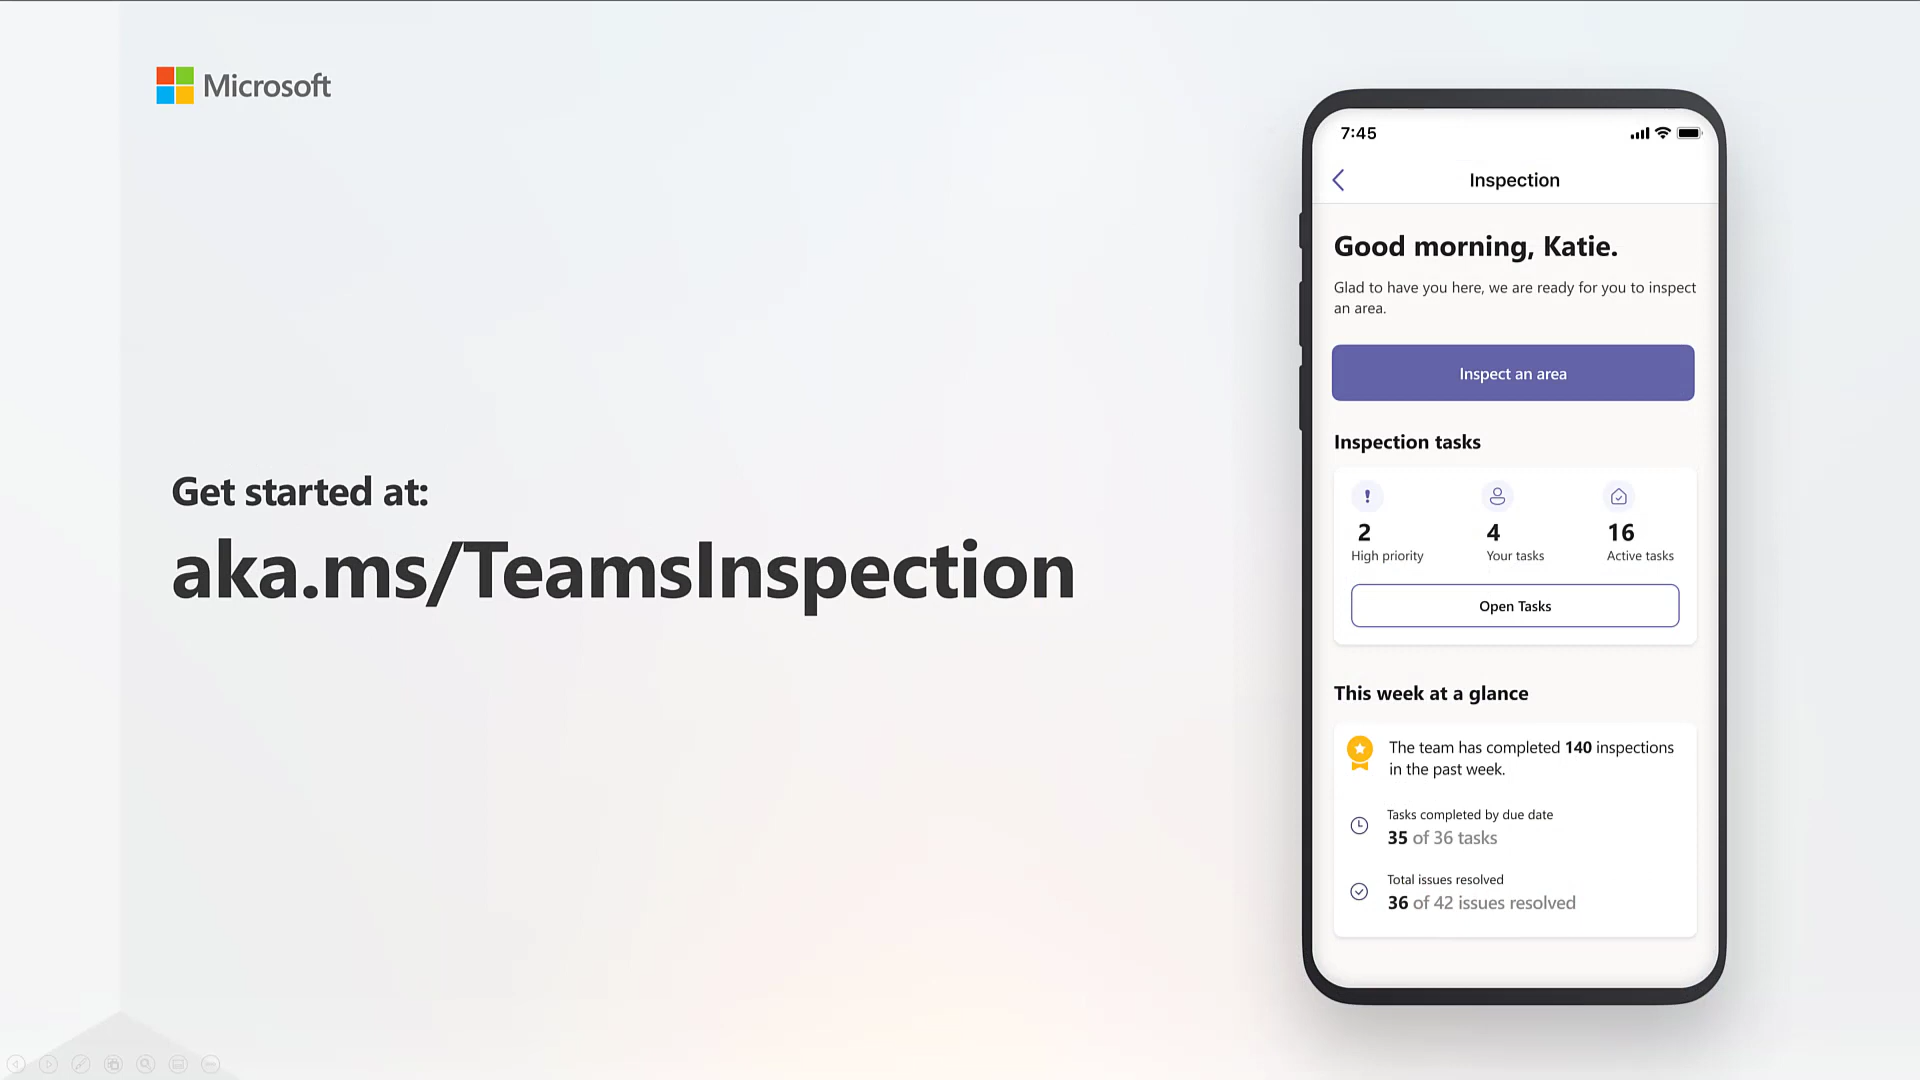 Microsoft
Get started at:
aka.ms/TeamsInspection
7:45
Inspection
Good morning, Katie.
Glad to have you here, we are ready for you to inspect
an area.
Inspect an area
Inspection tasks
2
High priority
4
Your tasks
16
Active tasks
Open Tasks
This week at a glance
The team has completed 140 inspections
in the past week.
Tasks completed by due date
35 of 36 tasks
Total issues resolved
36 of 42 issues resolved